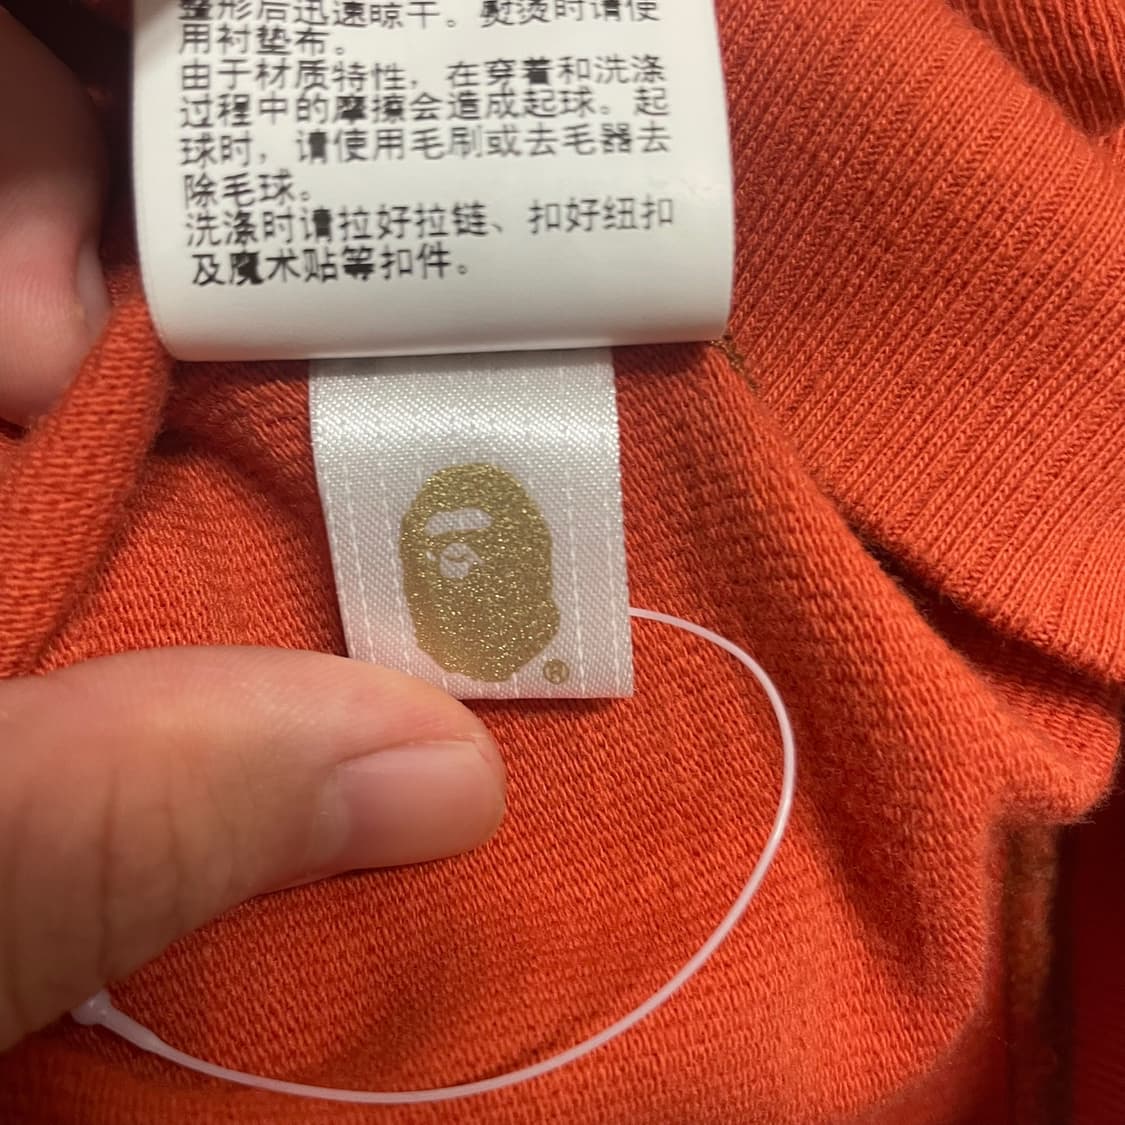 整形后迅速晾干。熨烫时请使
用衬垫布。
由于材质特性，在穿着和洗涤
过程中的摩擦会造成起球。起
球时，请使用毛刷或去毛器去
除毛球。
洗涤时请拉好拉链、扣好纽扣
及魔术贴等扣件。
®